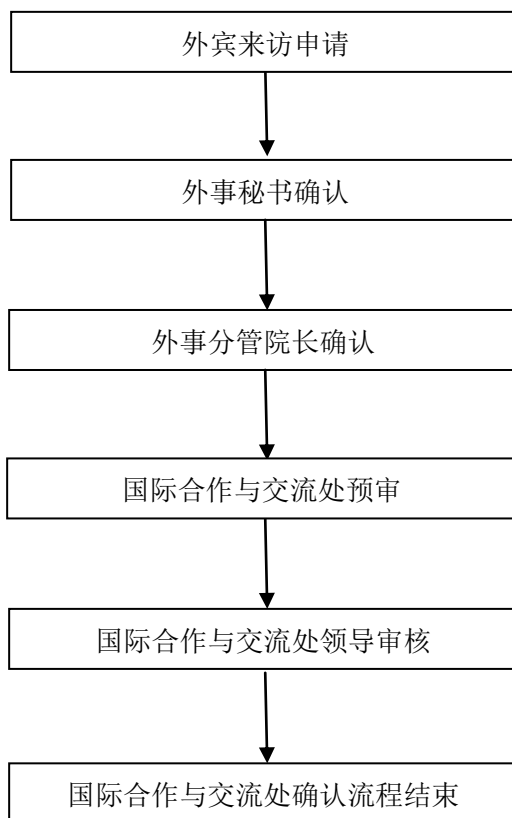 外宾来访申请
外事秘书确认
外事分管院长确认
国际合作与交流处预审
国际合作与交流处领导审核
国际合作与交流处确认流程结束